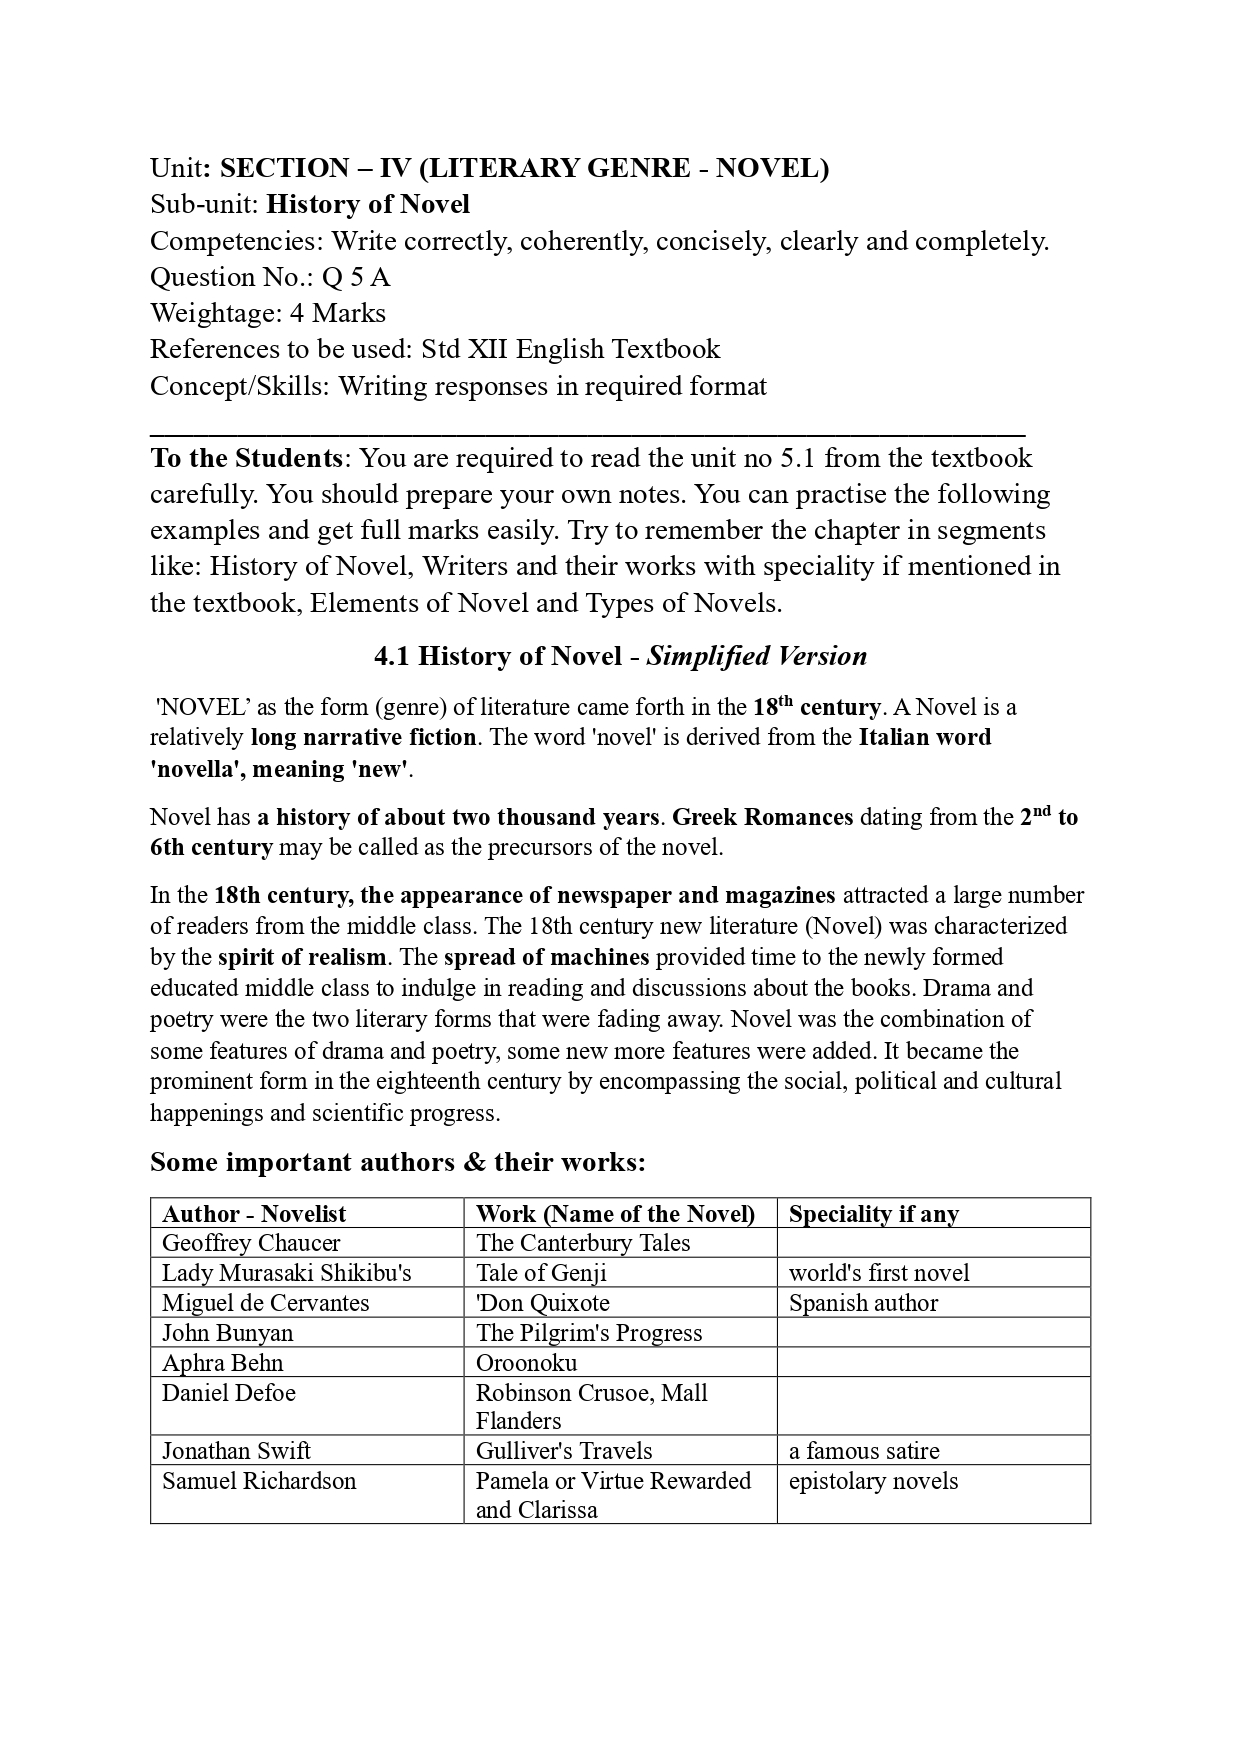 Unit: SECTION – IV (LITERARY GENRE - NOVEL)
Sub-unit: History of Novel
Competencies: Write correctly, coherently, concisely, clearly and completely.
Question No.: Q 5 A
Weightage: 4 Marks
References to be used: Std XII English Textbook
Concept/Skills: Writing responses in required format
To the Students: You are required to read the unit no 5.1 from the textbook
carefully. You should prepare your own notes. You can practise the following
examples and get full marks easily. Try to remember the chapter in segments
like: History of Novel, Writers and their works with speciality if mentioned in
the textbook, Elements of Novel and Types of Novels.
4.1 History of Novel - Simplified Version
'NOVEL’ as the form (genre) of literature came forth in the 18th century. A Novel is a
relatively long narrative fiction. The word 'novel' is derived from the Italian word
'novella', meaning 'new'.
Novel has a history of about two thousand years. Greek Romances dating from the 2nd to
6th century may be called as the precursors of the novel.
In the 18th century, the appearance of newspaper and magazines attracted a large number
of readers from the middle class. The 18th century new literature (Novel) was characterized
by the spirit of realism. The spread of machines provided time to the newly formed
educated middle class to indulge in reading and discussions about the books. Drama and
poetry were the two literary forms that were fading away. Novel was the combination of
some features of drama and poetry, some new more features were added. It became the
prominent form in the eighteenth century by encompassing the social, political and cultural
happenings and scientific progress.
Some important authors & their works:
Author - Novelist Work (Name of the Novel) Speciality if any
Geoffrey Chaucer The Canterbury Tales
Lady Murasaki Shikibu's Tale of Genji world's first novel
Miguel de Cervantes 'Don Quixote Spanish author
John Bunyan The Pilgrim's Progress
Aphra Behn Oroonoku
Daniel Defoe Robinson Crusoe, Mall
Flanders
Jonathan Swift Gulliver's Travels a famous satire
Samuel Richardson Pamela or Virtue Rewarded epistolary novels
and Clarissa